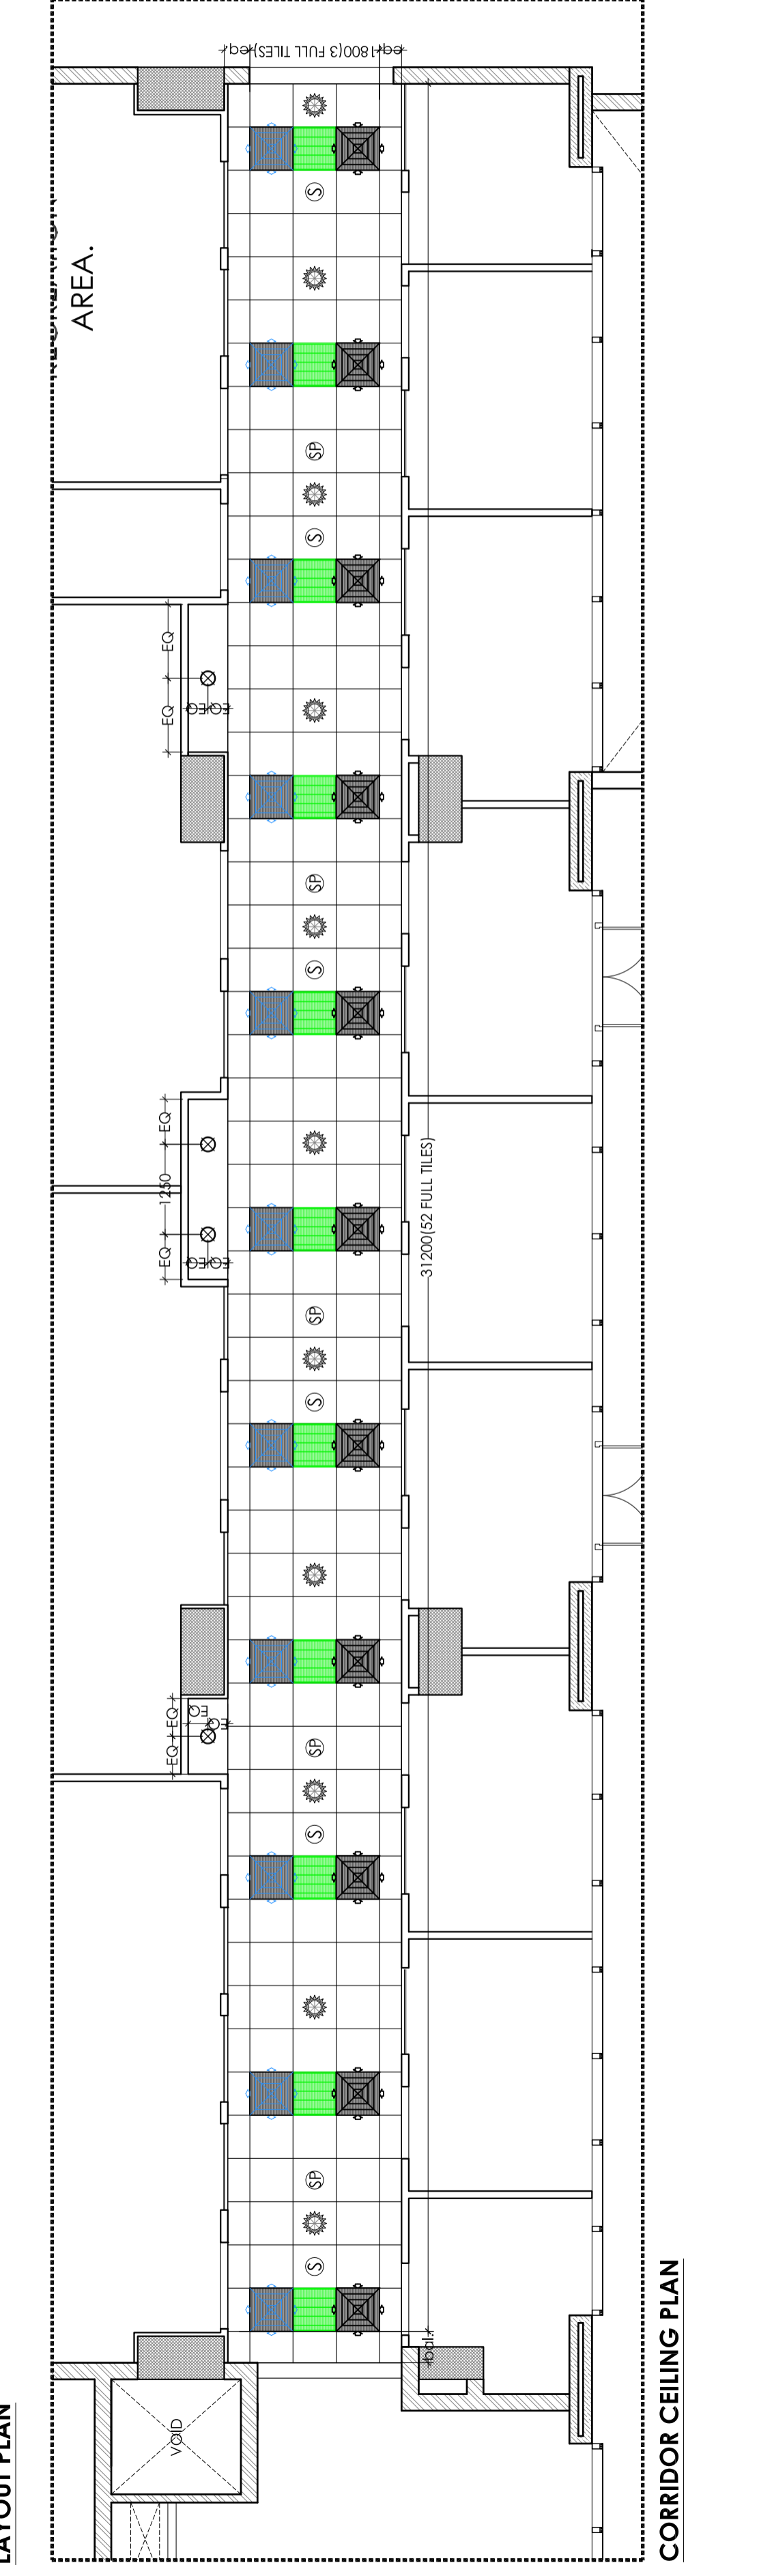 eq. 1800(3 FULL TILES) eq.
AREA.
S
SP
S
EQ
EQ
EQ EQ
SP
S
EQ
1250
EQ
EQ EQ
31200(52 FULL TILES)
SP
S
EQ
EQ
EQ
EQ
SP
S
SP
S
bal.
VOID
LAYOUT PLAN
CORRIDOR CEILING PLAN